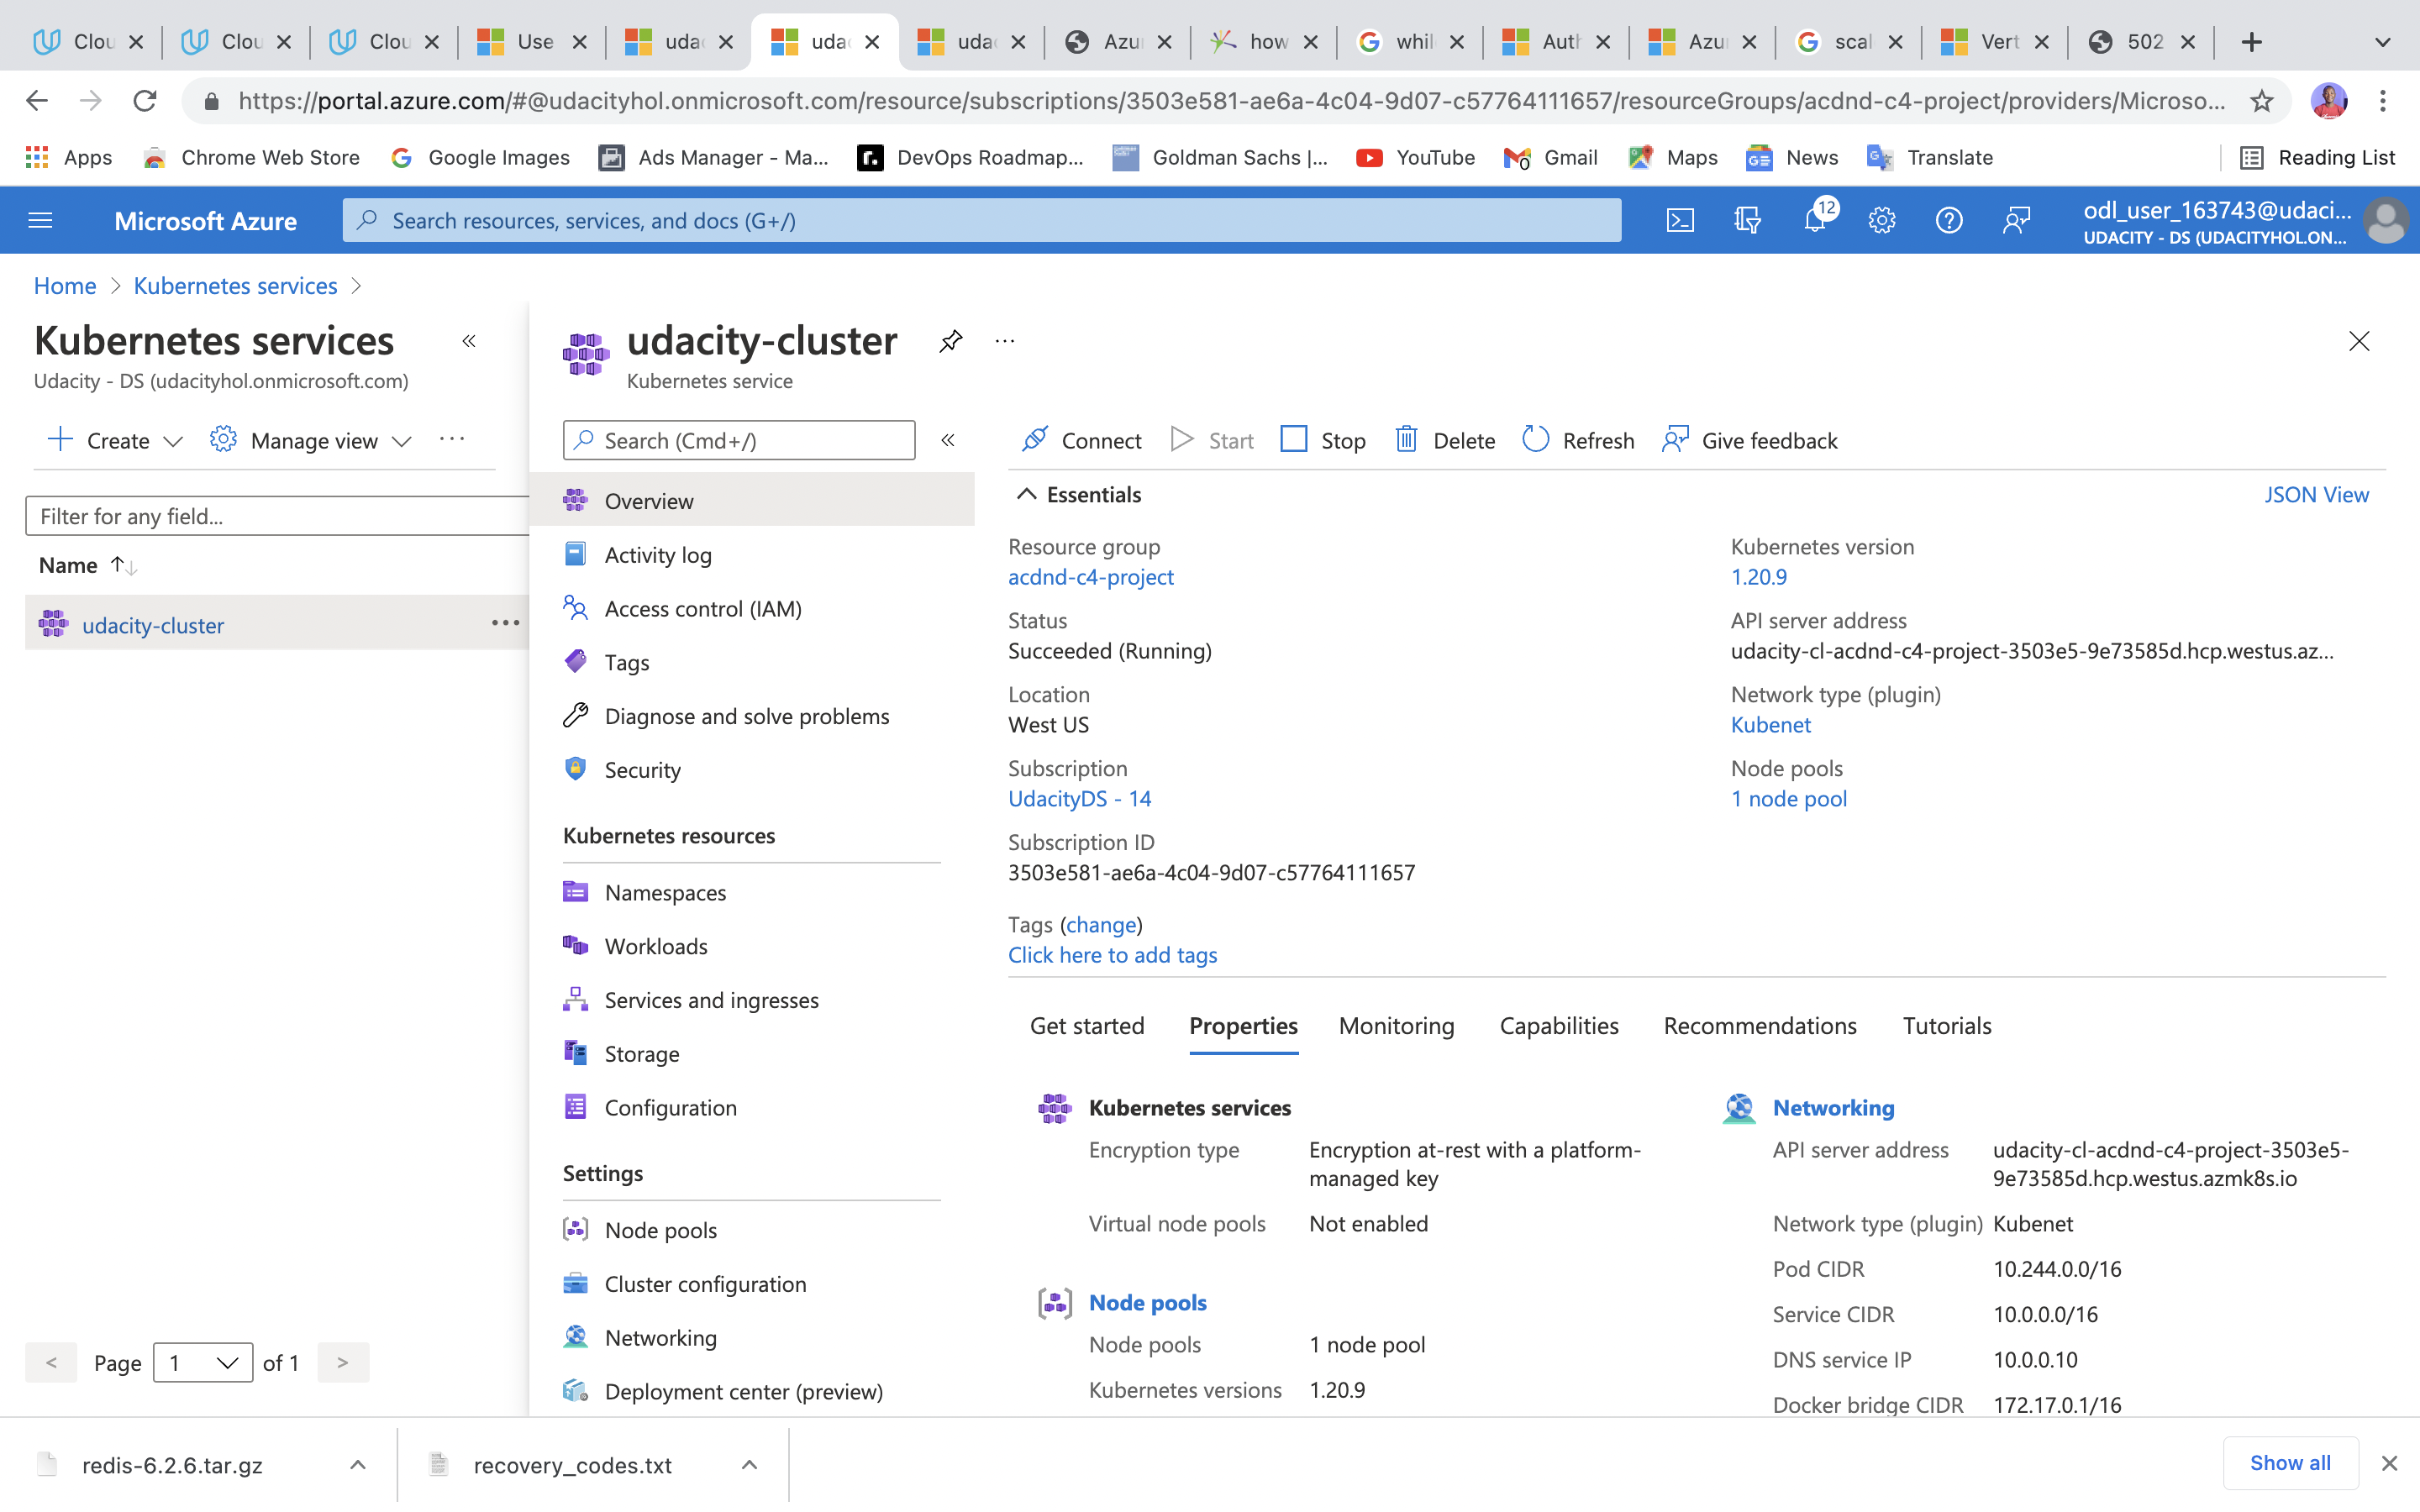 Clou
Clou
Clou
Use
uda
uda
uda
Azu
how
whil
Auth
Azu
scal
Vert
502
https://portal.azure.com/#@udacityhol.onmicrosoft.com/resource/subscriptions/3503e581-ae6a-4c04-9d07-c57764111657/resourceGroups/acdnd-c4-project/providers/Microso...
Apps
Chrome Web Store
Google Images
Ads Manager - Ma...
DevOps Roadmap...
Goldman Sachs |...
YouTube
Gmail
Maps
News
Translate
Reading List
Microsoft Azure
Search resources, services, and docs (G+/)
12
odl_user_163743@udaci...
UDACITY - DS (UDACITYHOL.ON...
Home > Kubernetes services >
Kubernetes services
Udacity - DS (udacityhol.onmicrosoft.com)
Create
Manage view
Filter for any field...
Name
udacity-cluster
Page 1 of 1
udacity-cluster
Kubernetes service
Search (Cmd+/)
Overview
Activity log
Access control (IAM)
Tags
Diagnose and solve problems
Security
Kubernetes resources
Namespaces
Workloads
Services and ingresses
Storage
Configuration
Settings
Node pools
Cluster configuration
Networking
Deployment center (preview)
Connect
Start
Stop
Delete
Refresh
Give feedback
Essentials
JSON View
Resource group
acdnd-c4-project
Status
Succeeded (Running)
Location
West US
Subscription
UdacityDS - 14
Subscription ID
3503e581-ae6a-4c04-9d07-c57764111657
Tags (change)
Click here to add tags
Kubernetes version
1.20.9
API server address
udacity-cl-acdnd-c4-project-3503e5-9e73585d.hcp.westus.az...
Network type (plugin)
Kubenet
Node pools
1 node pool
Get started
Properties
Monitoring
Capabilities
Recommendations
Tutorials
Kubernetes services
Encryption type
Encryption at-rest with a platform-
managed key
Virtual node pools
Not enabled
Node pools
Node pools
1 node pool
Kubernetes versions
1.20.9
Networking
API server address
udacity-cl-acdnd-c4-project-3503e5-
9e73585d.hcp.westus.azmk8s.io
Network type (plugin)
Kubenet
Pod CIDR
10.244.0.0/16
Service CIDR
10.0.0.0/16
DNS service IP
10.0.0.10
Docker bridge CIDR
172.17.0.1/16
redis-6.2.6.tar.gz
recovery_codes.txt
Show all